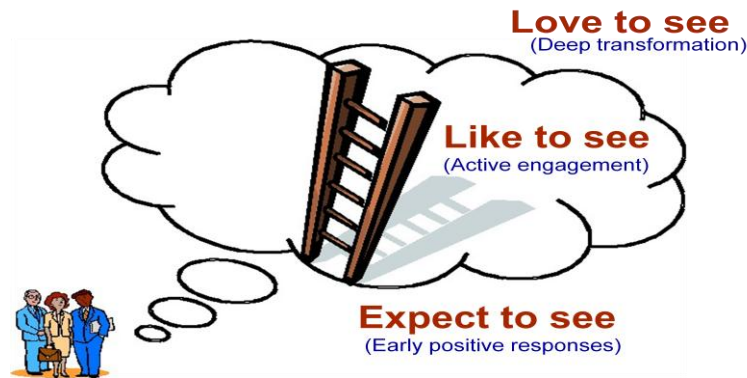 Love to see
(Deep transformation)
Like to see
(Active engagement)
Expect to see
(Early positive responses)